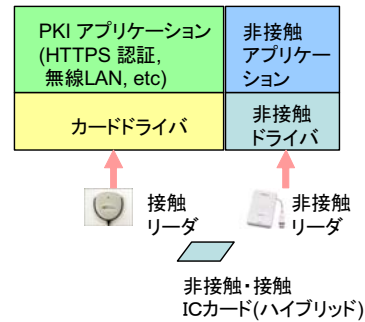 PKI アプリケーション
(HTTPS 認証,
無線LAN, etc)
非接触
アプリケー
ション
カードドライバ
非接触
ドライバ
接触
リーダ
非接触
リーダ
非接触・接触
ICカード(ハイブリッド)